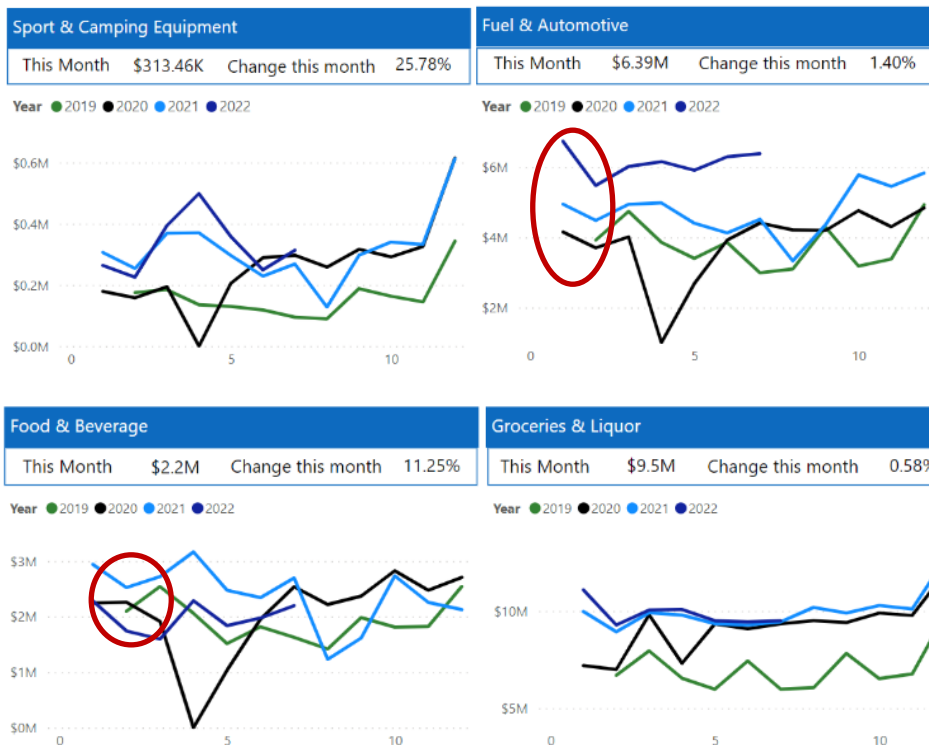 Sport & Camping Equipment
This Month $313.46K Change this month 25.78%
Year 2019 2020 2021 2022
$0.6M
$0.4M
$0.2M
$0.0M
0 5 10
Fuel & Automotive
This Month $6.39M Change this month 1.40%
Year 2019 2020 2021 2022
$6M
$4M
$2M
0 5 10
Food & Beverage
This Month $2.2M Change this month 11.25%
Year 2019 2020 2021 2022
$3M
$2M
$1M
$0M
0 5 10
Groceries & Liquor
This Month $9.5M Change this month 0.58%
Year 2019 2020 2021 2022
$10M
$5M
0 5 10